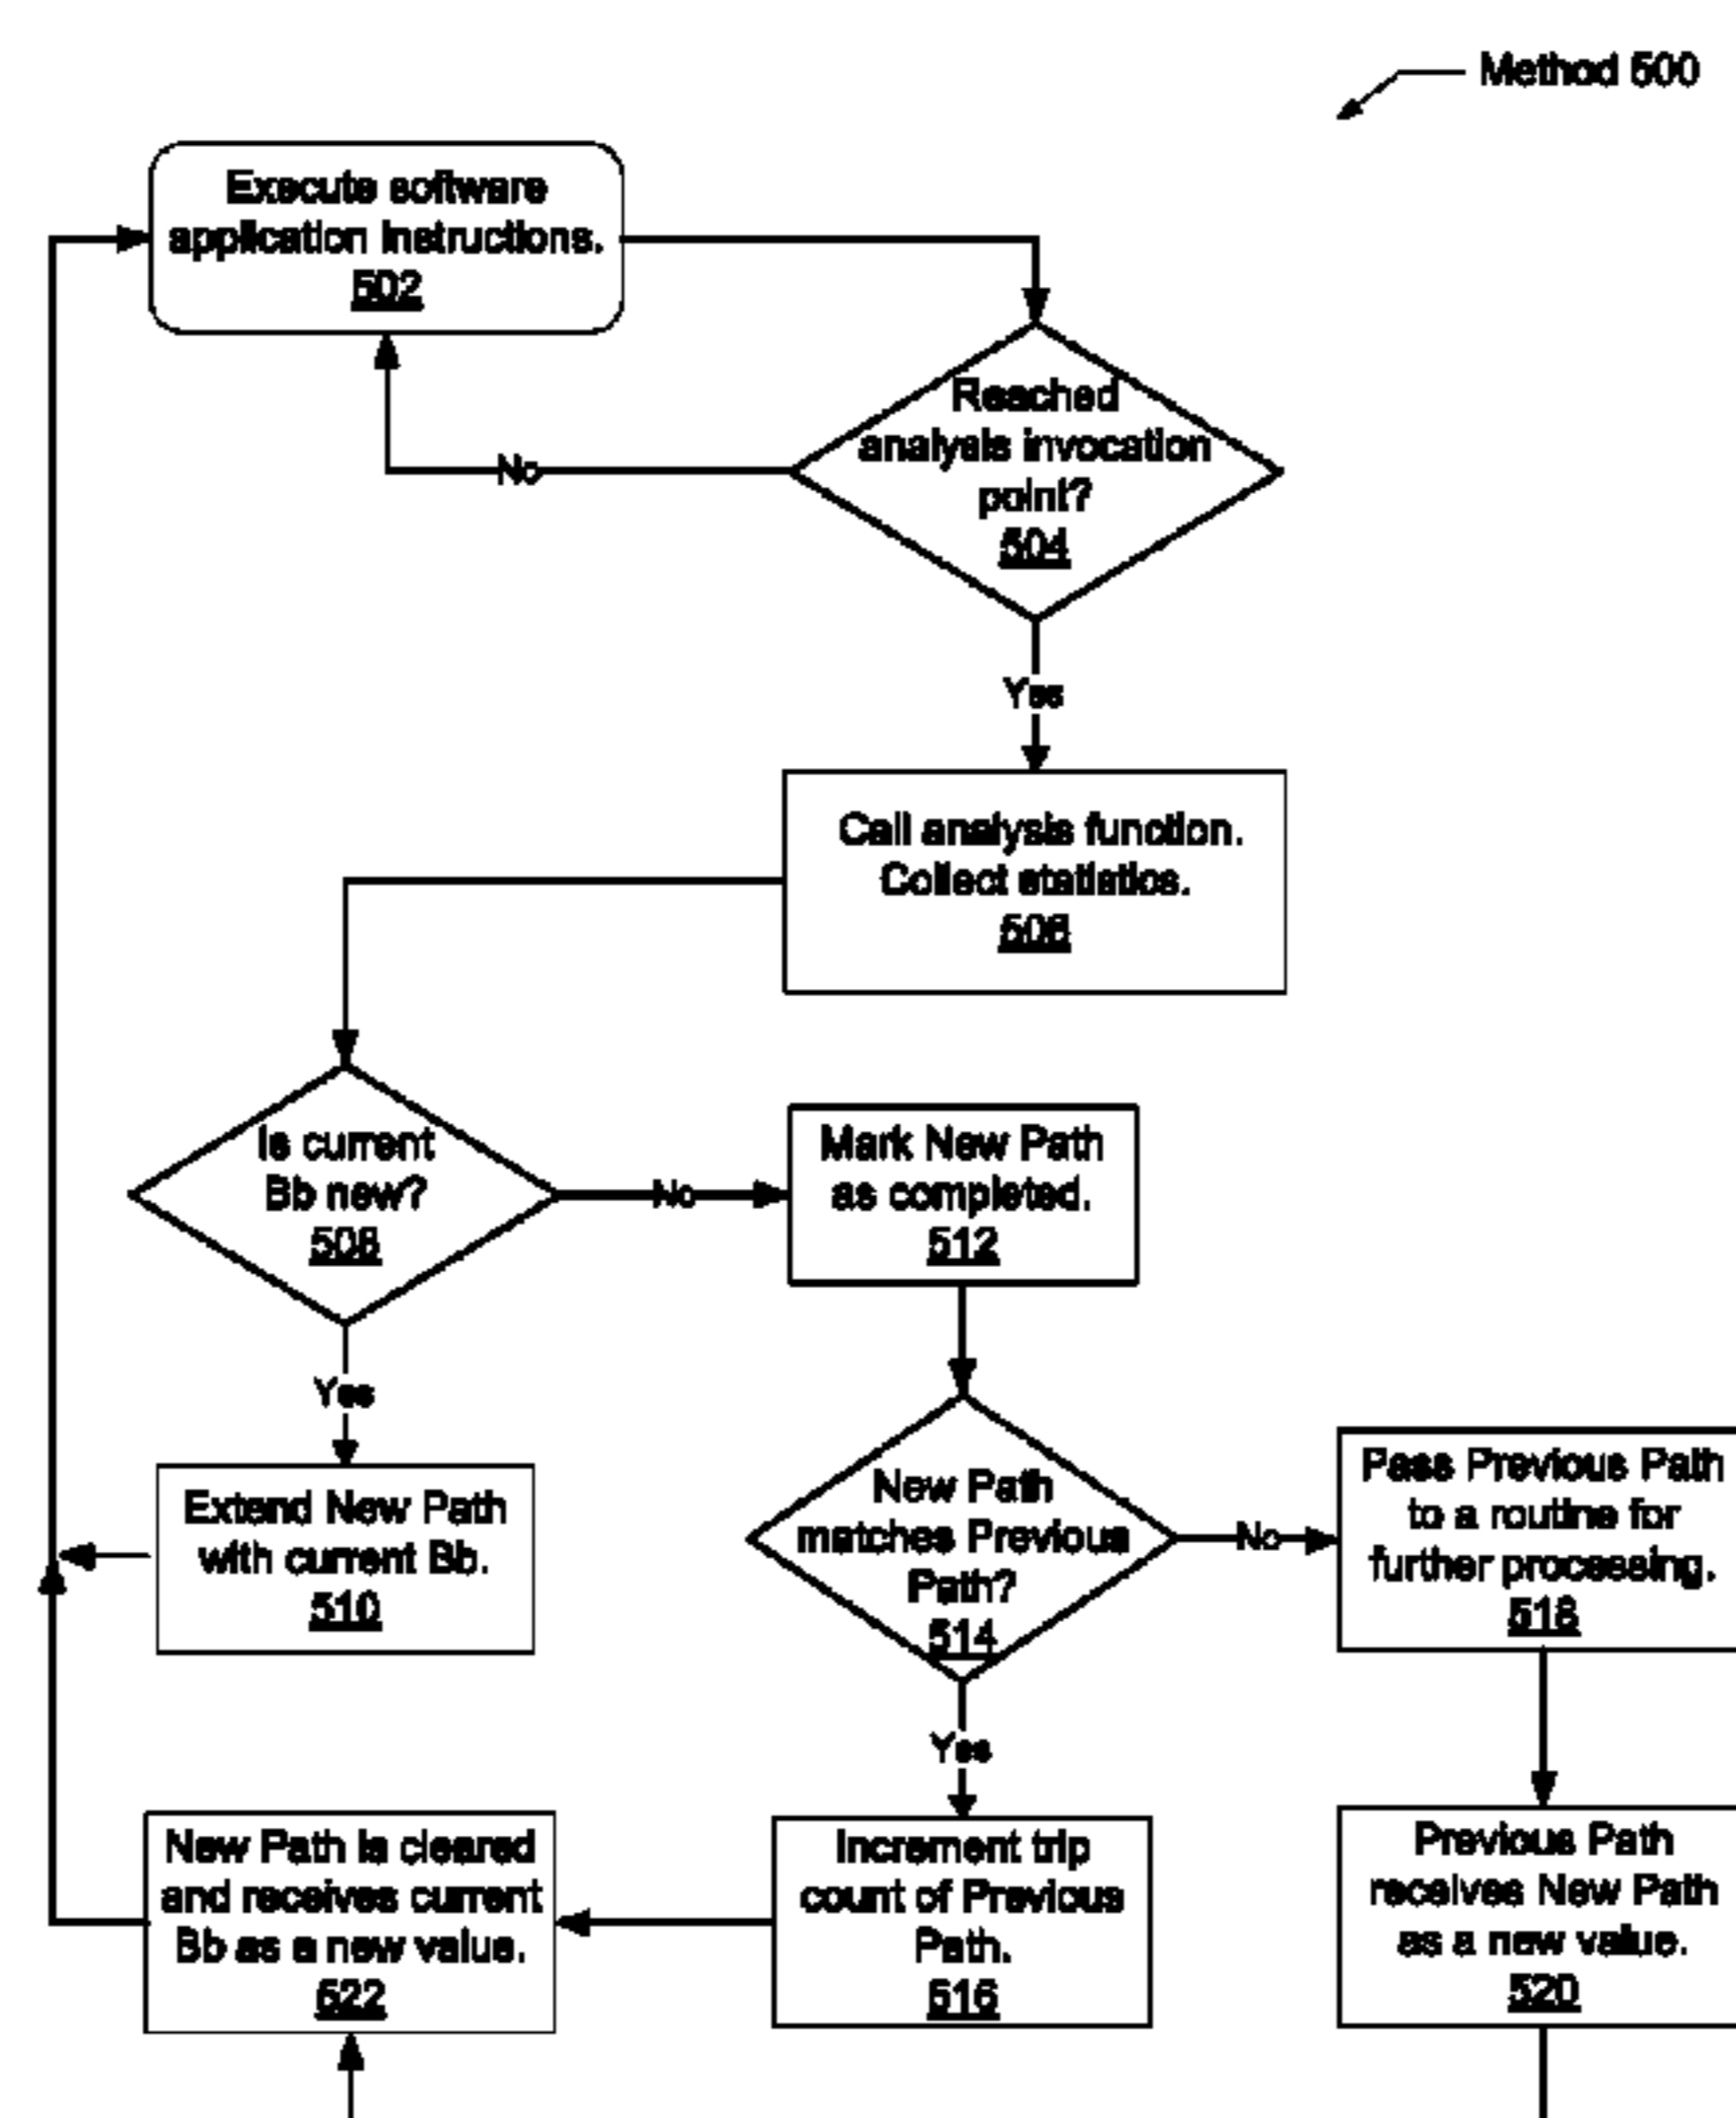 Method 500
Execute software
application instructions.
502
Reached
analysis invocation
point?
504
No
Yes
Call analysis function.
Collect statistics.
506
Is current
Bb new?
508
No
Mark New Path
as completed.
512
Yes
Extend New Path
with current Bb.
510
New Path
matches Previous
Path?
514
No
Pass Previous Path
to a routine for
further processing.
518
Yes
New Path is cleared
and receives current
Bb as a new value.
522
Increment trip
count of Previous
Path.
516
Previous Path
receives New Path
as a new value.
520